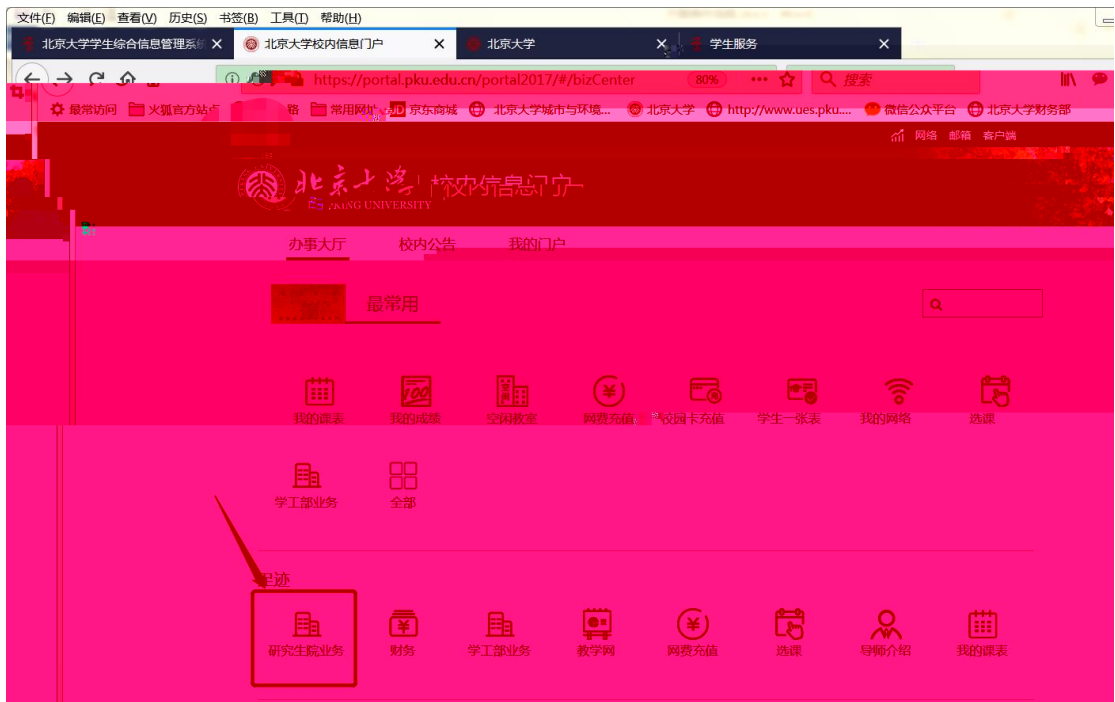 文件(F) 编辑(E) 查看(V) 历史(S) 书签(B) 工具(T) 帮助(H)
北京大学学生综合信息管理系统 北京大学校内信息门户 北京大学 学生服务
https://portal.pku.edu.cn/portal2017/#/bizCenter 80% 搜索
最常访问 火狐官方站点 常用网址 JD 京东商城 北京大学城市与环境... 北京大学 http://www.ues.pku.... 微信公众平台 北京大学财务部
网络 邮箱 客户端
北京大学 校内信息门户
PEKING UNIVERSITY
办事大厅 校内公告 我的门户
最常用
我的课表 我的成绩 空闲教室 网费充值 校园卡充值 学生一张表 我的网络 选课
学工部业务 全部
足迹
研究生院业务 财务 学工部业务 教学网 网费充值 选课 导师介绍 我的课表